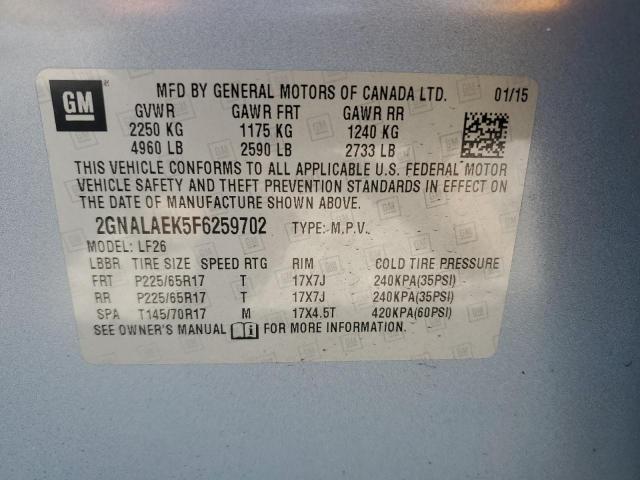 GM
MFD BY GENERAL MOTORS OF CANADA LTD. 01/15
GVWR GAWR FRT GAWR RR
2250 KG 1175 KG 1240 KG
4960 LB 2590 LB 2733 LB
THIS VEHICLE CONFORMS TO ALL APPLICABLE U.S. FEDERAL MOTOR
VEHICLE SAFETY AND THEFT PREVENTION STANDARDS IN EFFECT ON
THE DATE OF MANUFACTURE SHOWN ABOVE.
2GNALAEK5F6259702 TYPE: M.P.V.
MODEL: LF26
LBBR TIRE SIZE SPEED RTG RIM COLD TIRE PRESSURE
FRT P225/65R17 T 17X7J 240KPA(35PSI)
RR P225/65R17 T 17X7J 240KPA(35PSI)
SPA T145/70R17 M 17X4.5T 420KPA(60PSI)
SEE OWNER'S MANUAL FOR MORE INFORMATION.